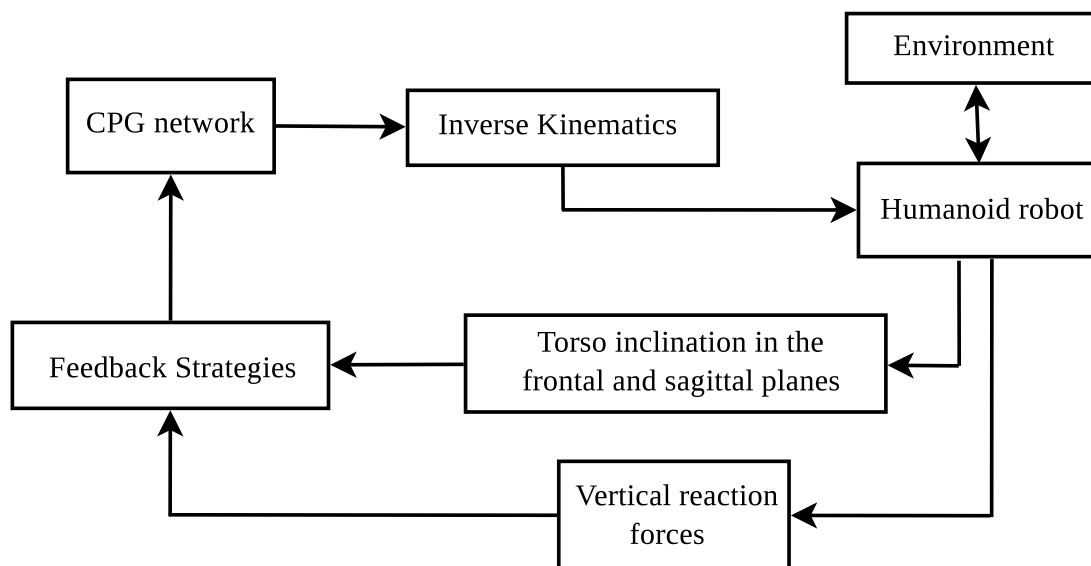 Environment
CPG network
Inverse Kinematics
Humanoid robot
Torso inclination in the
frontal and sagittal planes
Feedback Strategies
Vertical reaction
forces